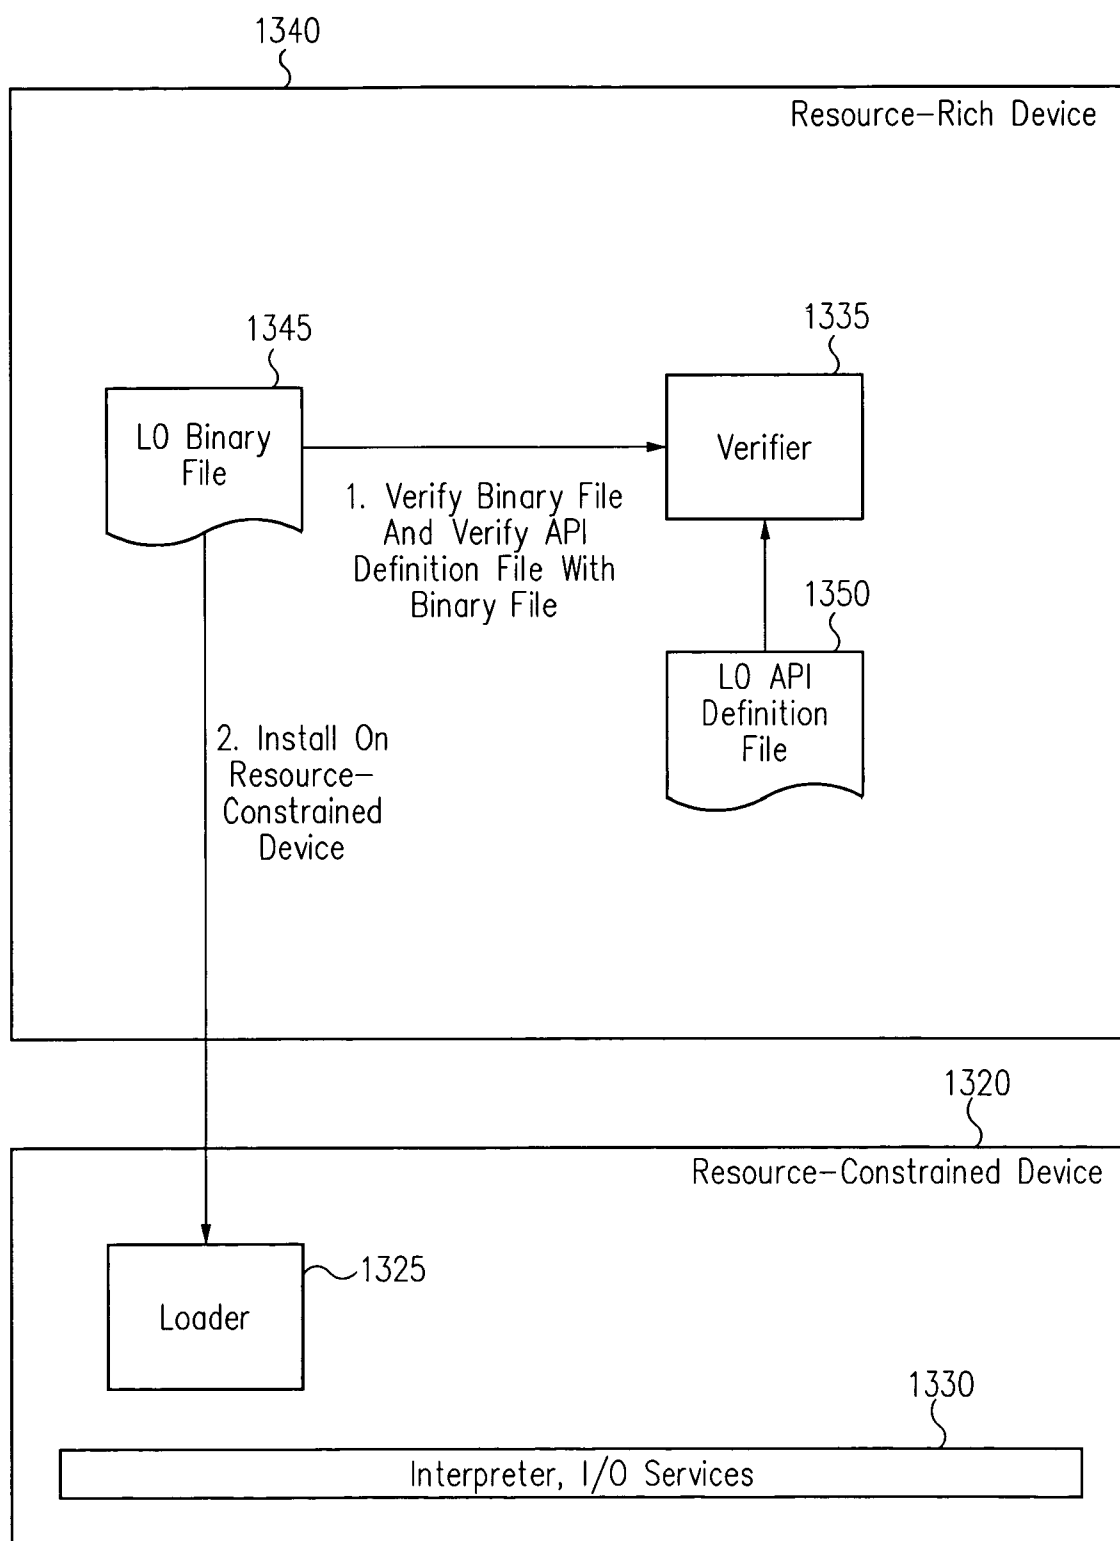 1340
Resource-Rich Device
1345
1335
L0 Binary
File
Verifier
1. Verify Binary File
And Verify API
Definition File With
Binary File
1350
L0 API
Definition
File
2. Install On
Resource-
Constrained
Device
1320
Resource-Constrained Device
1325
Loader
1330
Interpreter, I/O Services